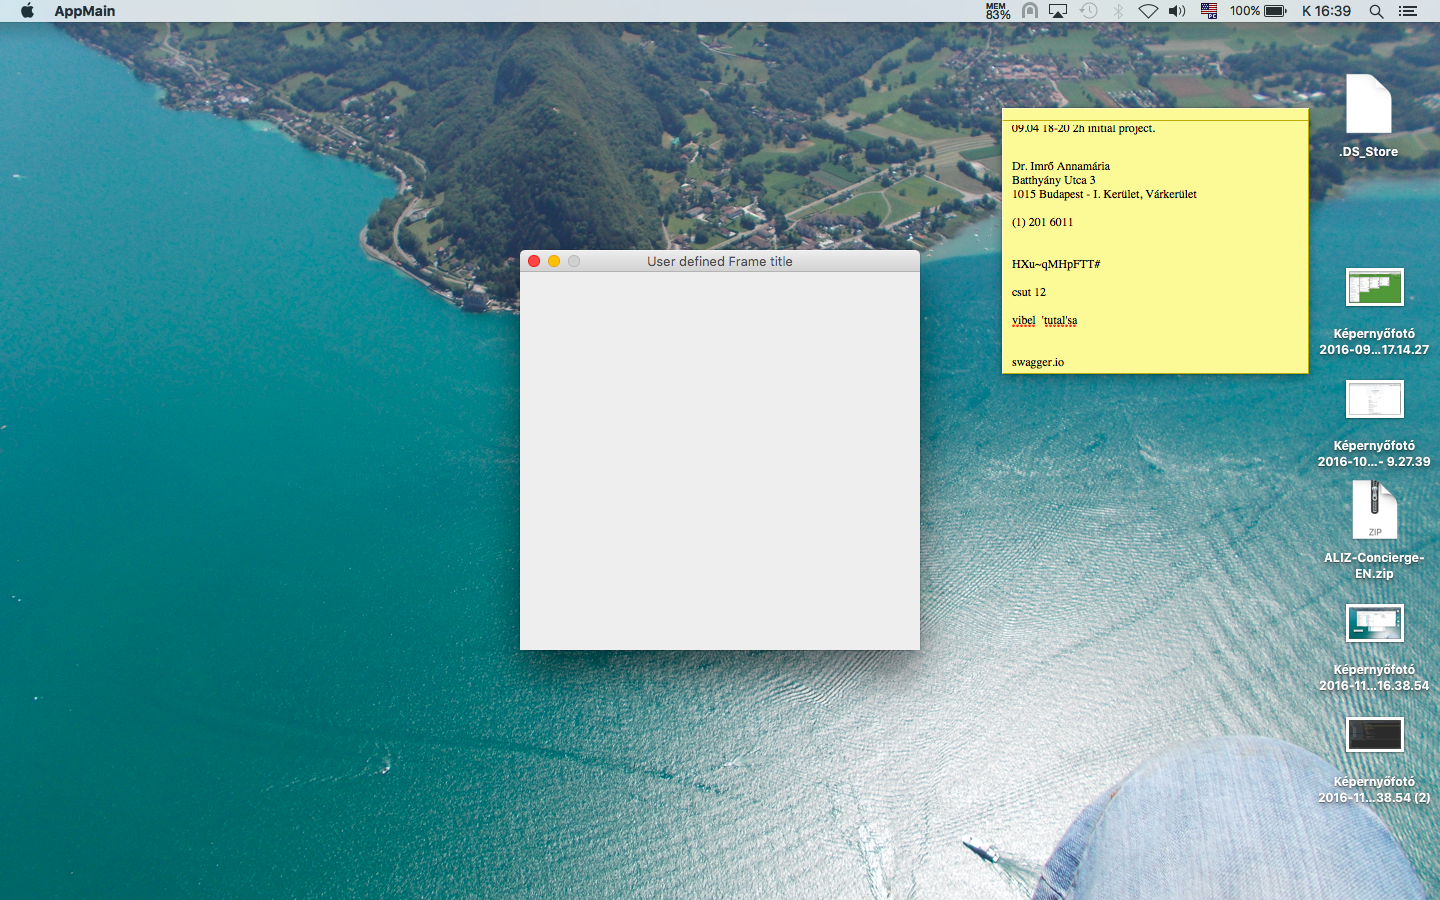 AppMain
MEM
83%
100%
K 16:39
09.04 18-20 2h initial project.
Dr. Imrő Annamária
Batthyány Utca 3
1015 Budapest - I. Kerület, Várkerület
(1) 201 6011
HXu~qMHpFTT#
csut 12
vibel 'tutal'sa
swagger.io
User defined Frame title
.DS_Store
Képernyőfotó
2016-09...17.14.27
Képernyőfotó
2016-10...- 9.27.39
ZIP
ALIZ-Concierge-
EN.zip
Képernyőfotó
2016-11...16.38.54
Képernyőfotó
2016-11...38.54 (2)